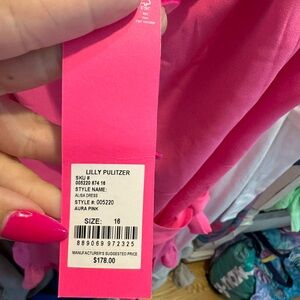 LILLY PULITZER
SKU #
005220 674 16
STYLE NAME:
ALISA DRESS
STYLE #: 005220
AURA PINK
SIZE: 16
889069 972325
MANUFACTURER'S SUGGESTED PRICE
$178.00